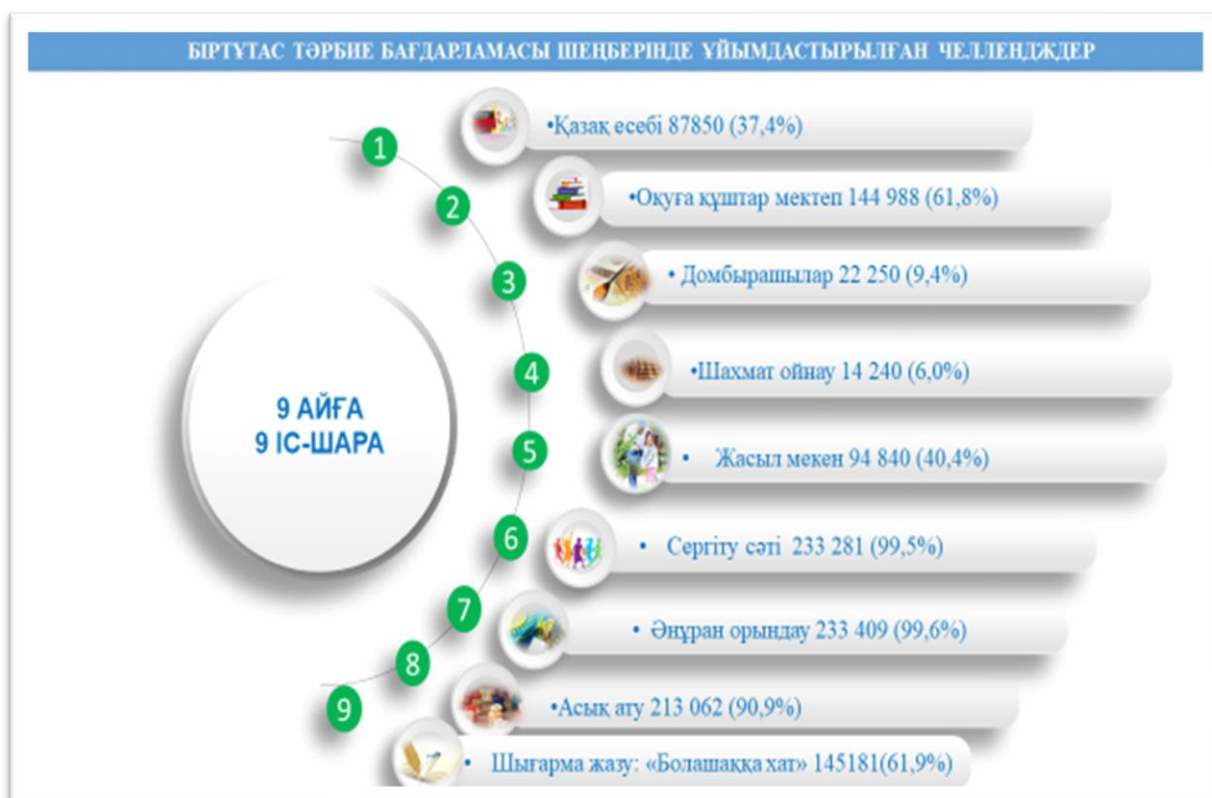 БІРТҰТАС ТӘРБИЕ БАҒДАРЛАМАСЫ ШЕҢБЕРІНДЕ ҰЙЫМДАСТЫРЫЛҒАН ЧЕЛЛЕНДЖДЕР
1
•Қазақ есебі 87850 (37,4%)
2
•Оқуға құштар мектеп 144 988 (61,8%)
3
• Домбырашылар 22 250 (9,4%)
4
•Шахмат ойнау 14 240 (6,0%)
9 АЙҒА
9 ІС-ШАРА
5
• Жасыл мекен 94 840 (40,4%)
6
• Сергіту сәті 233 281 (99,5%)
7
• Әнұран орындау 233 409 (99,6%)
8
•Асық ату 213 062 (90,9%)
9
• Шығарма жазу: «Болашаққа хат» 145181(61,9%)